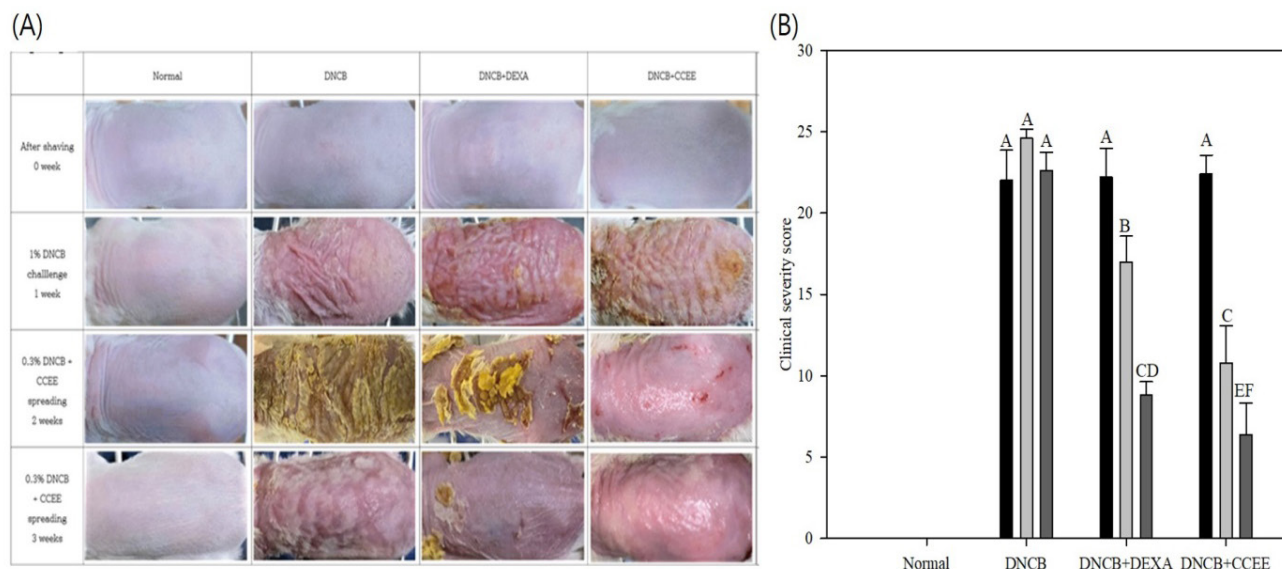 (A)
Normal DNCB DNCB+DEXA DNCB+CCEE
After shaving
0 week
1% DNCB
challlenge
1 week
0.3% DNCB +
CCEE
spreading
2 weeks
0.3% DNCB
+ CCEE
spreading
3 weeks
(B)
Clinical severity score
30
25
20
15
10
5
0
A A A A B CD A C EF
Normal DNCB DNCB+DEXA DNCB+CCEE